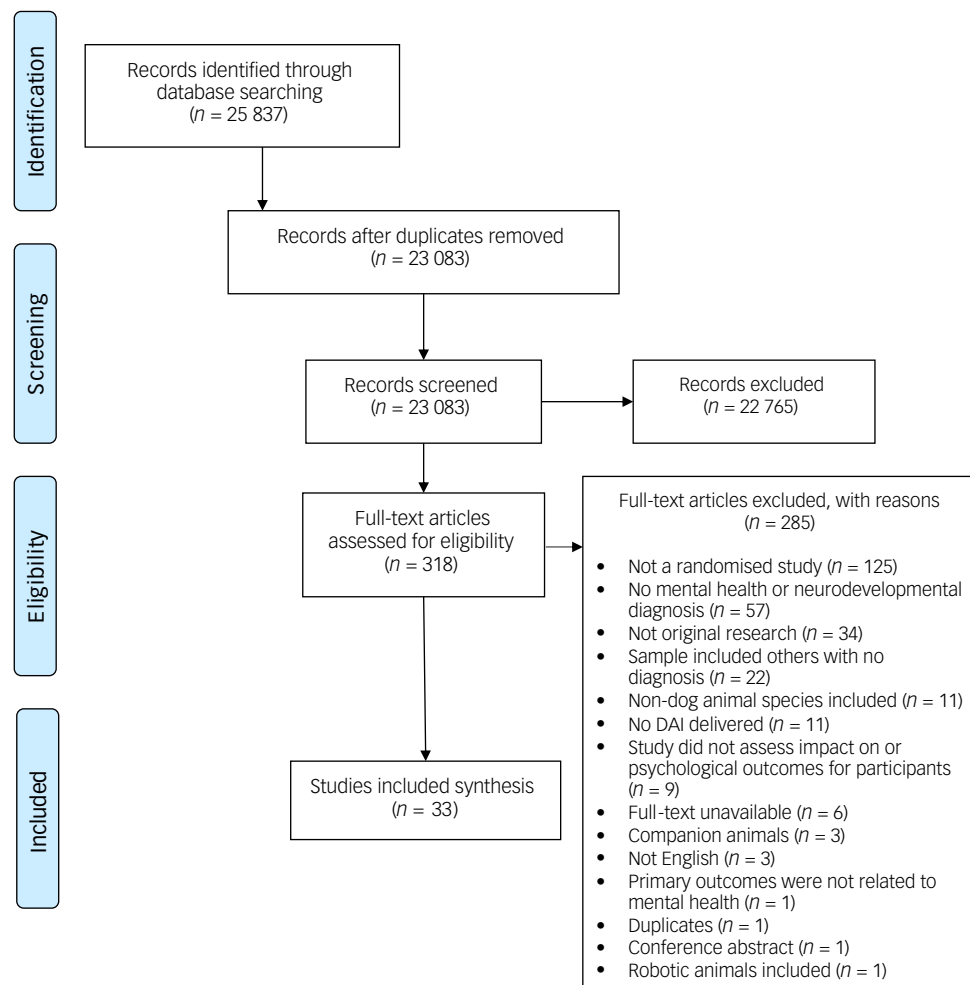 Identification
Records identified through
database searching
(n = 25 837)
Records after duplicates removed
(n = 23 083)
Screening
Records screened
(n = 23 083)
Records excluded
(n = 22 765)
Eligibility
Full-text articles
assessed for eligibility
(n = 318)
Full-text articles excluded, with reasons
(n = 285)
• Not a randomised study (n = 125)
• No mental health or neurodevelopmental
diagnosis (n = 57)
• Not original research (n = 34)
• Sample included others with no
diagnosis (n = 22)
• Non-dog animal species included (n = 11)
• No DAI delivered (n = 11)
• Study did not assess impact on or
psychological outcomes for participants
(n = 9)
• Full-text unavailable (n = 6)
• Companion animals (n = 3)
• Not English (n = 3)
• Primary outcomes were not related to
mental health (n = 1)
• Duplicates (n = 1)
• Conference abstract (n = 1)
• Robotic animals included (n = 1)
Included
Studies included synthesis
(n = 33)